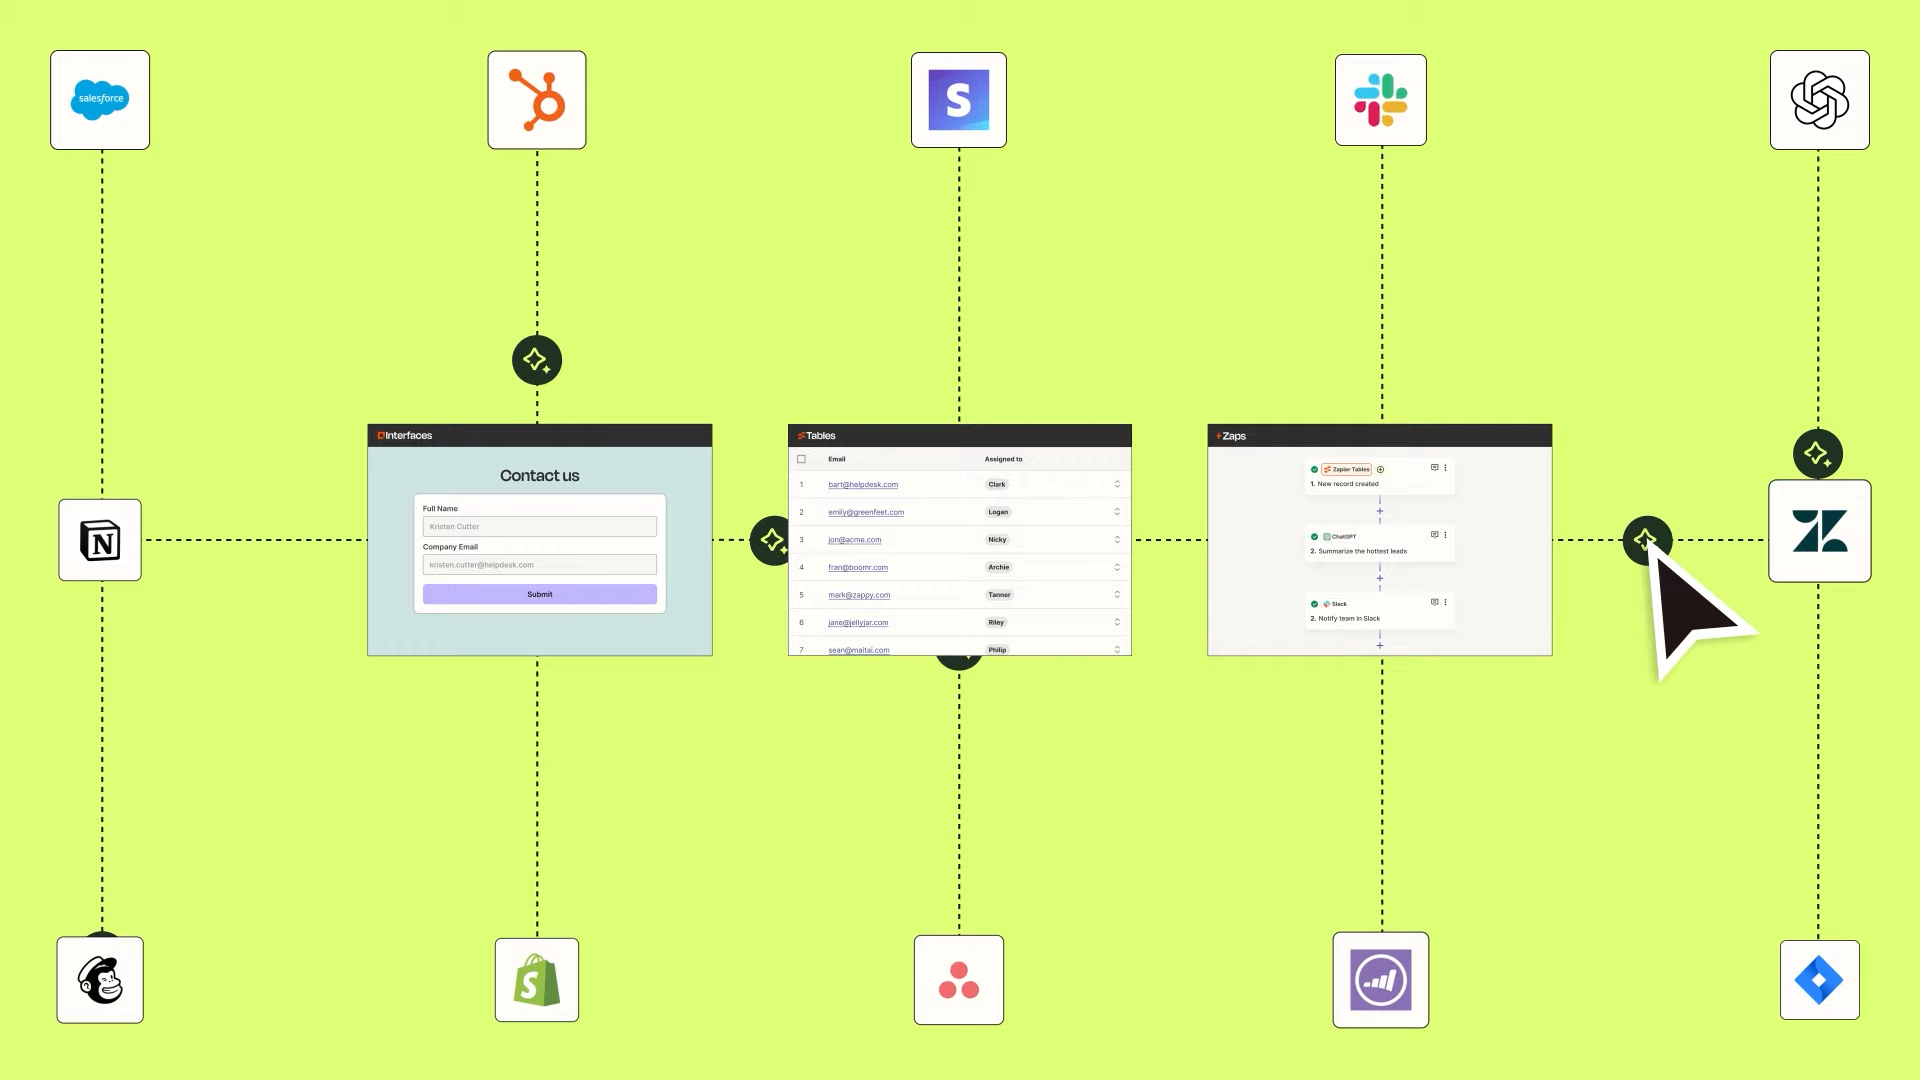 salesforce
S
N
Interfaces
Contact us
Full Name
Kristen Cutter
Company Email
kristen.cutter@helpdesk.com
Submit
Tables
Email Assigned to
1 bart@helpdesk.com Clark
2 emily@greenfeet.com Logan
3 jon@acme.com Nicky
4 fran@boomr.com Archie
5 mark@zappy.com Tanner
6 jane@jellyjar.com Riley
7 sean@maitai.com Philip
Zaps
Zapier Tables
1. New record created
ChatGPT
2. Summarize the hottest leads
Slack
2. Notify team in Slack
S